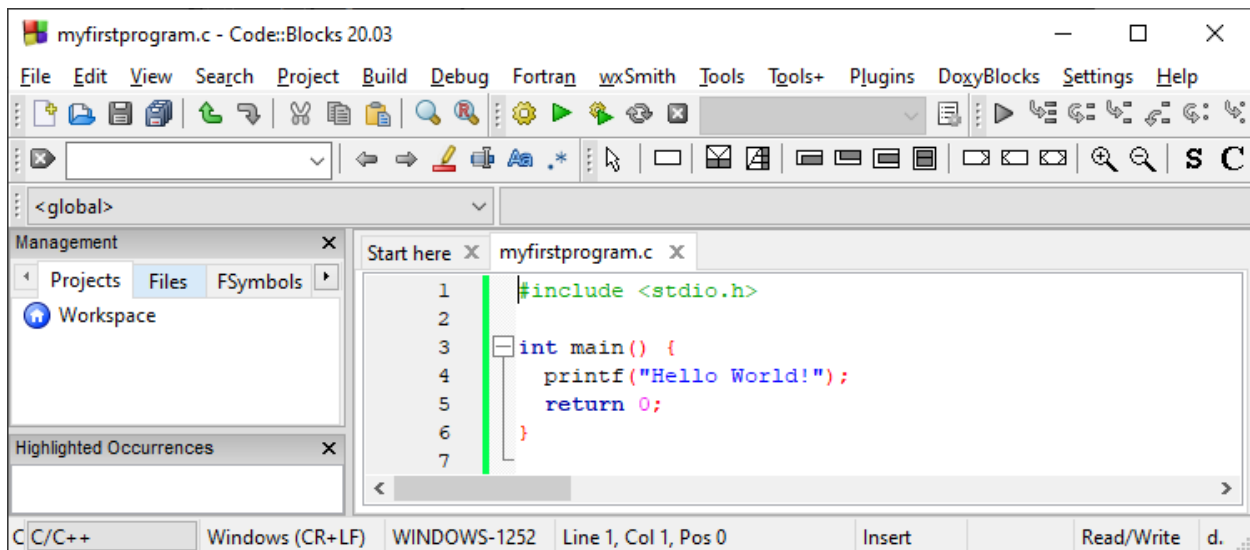 myfirstprogram.c - Code::Blocks 20.03
File Edit View Search Project Build Debug Fortran wxSmith Tools Tools+ Plugins DoxyBlocks Settings Help
S C
<global>
Management
Projects Files FSymbols
Workspace
Highlighted Occurrences
Start here myfirstprogram.c
1 #include <stdio.h>
2
3 int main() {
4 printf("Hello World!");
5 return 0;
6 }
7
C C/C++ Windows (CR+LF) WINDOWS-1252 Line 1, Col 1, Pos 0 Insert Read/Write d.